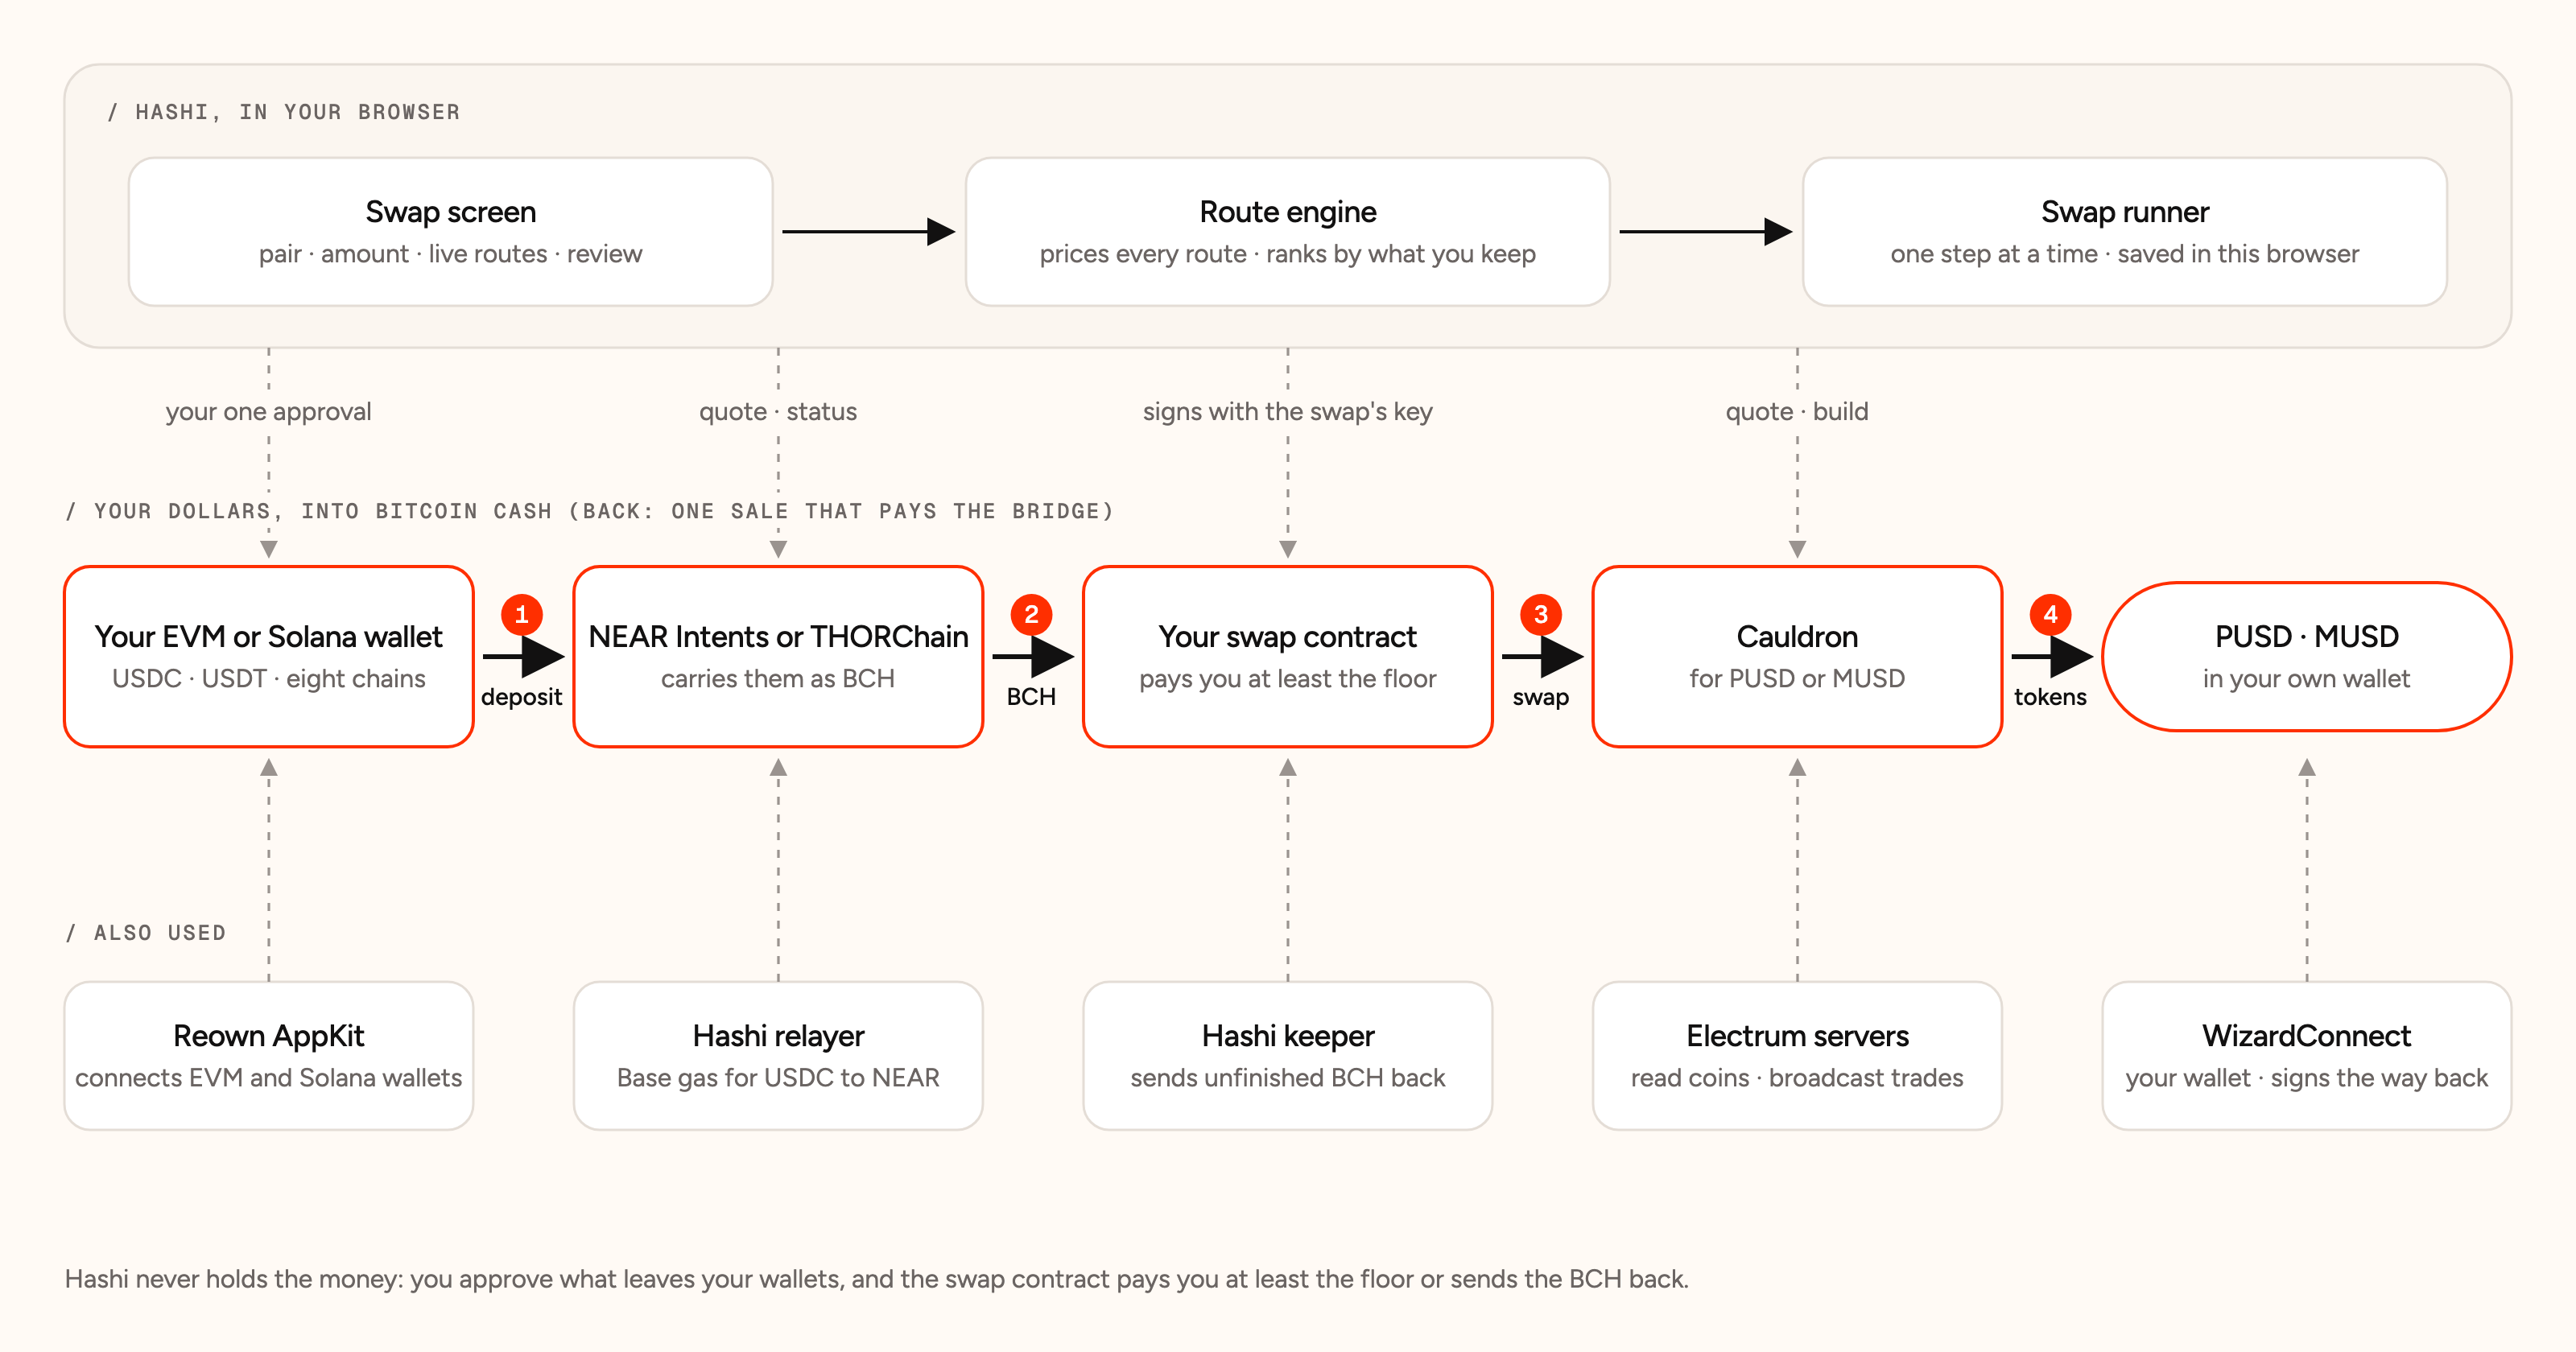 / HASHI, IN YOUR BROWSER
Swap screen
pair · amount · live routes · review
Route engine
prices every route · ranks by what you keep
Swap runner
one step at a time · saved in this browser
your one approval
quote · status
signs with the swap's key
quote · build
/ YOUR DOLLARS, INTO BITCOIN CASH (BACK: ONE SALE THAT PAYS THE BRIDGE)
Your EVM or Solana wallet
USDC · USDT · eight chains
1
deposit
NEAR Intents or THORChain
carries them as BCH
2
BCH
Your swap contract
pays you at least the floor
3
swap
Cauldron
for PUSD or MUSD
4
tokens
PUSD · MUSD
in your own wallet
/ ALSO USED
Reown AppKit
connects EVM and Solana wallets
Hashi relayer
Base gas for USDC to NEAR
Hashi keeper
sends unfinished BCH back
Electrum servers
read coins · broadcast trades
WizardConnect
your wallet · signs the way back
Hashi never holds the money: you approve what leaves your wallets, and the swap contract pays you at least the floor or sends the BCH back.